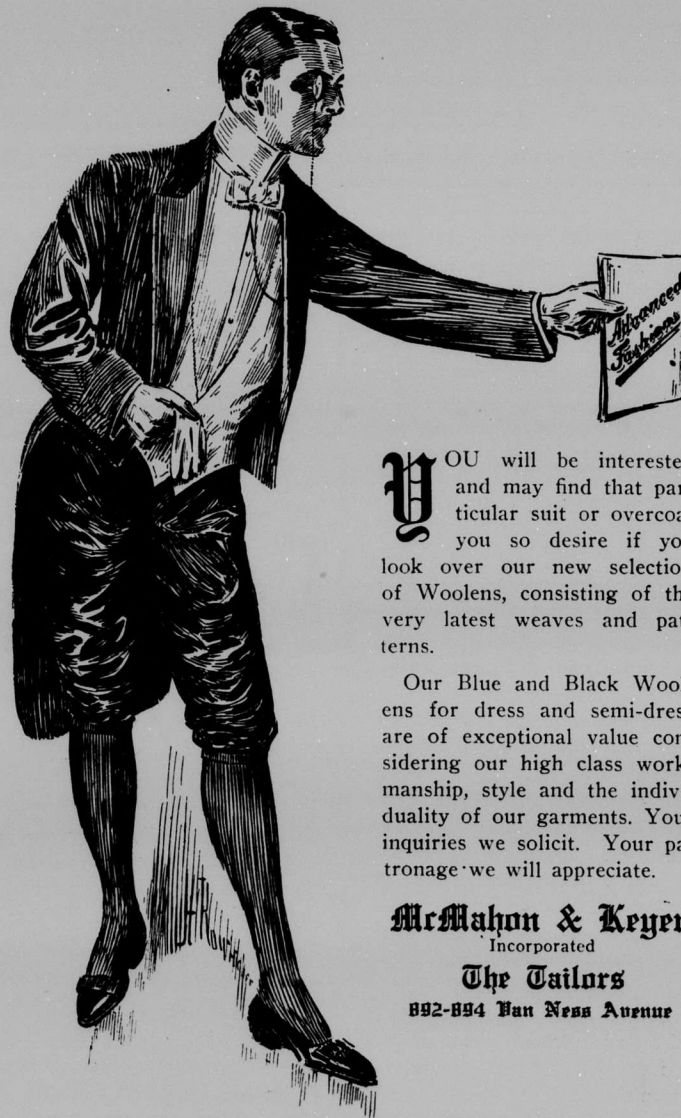 Advanced
Fashions
YOU will be intereste
and may find that par
ticular suit or overcoa
you so desire if yo
look over our new selectio
of Woolens, consisting of th
very latest weaves and pat
terns.
Our Blue and Black Wool
ens for dress and semi-dres
are of exceptional value con
sidering our high class work
manship, style and the indiv
duality of our garments. You
inquiries we solicit. Your pa
tronage we will appreciate.
McMahon & Keyer
Incorporated
The Tailors
892-894 Van Ness Avenue